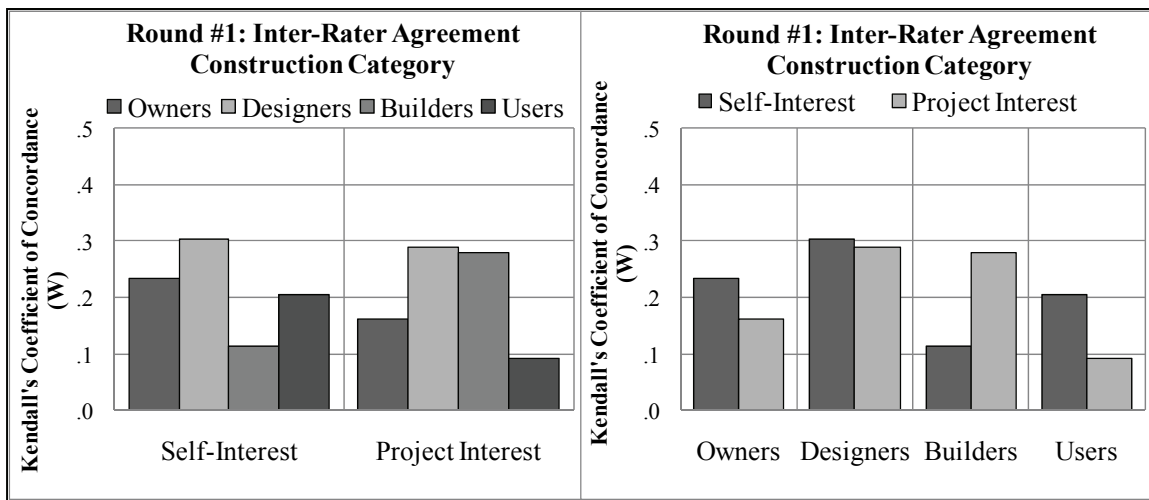 Round #1: Inter-Rater Agreement
Construction Category
Owners Designers Builders Users
Kendall's Coefficient of Concordance
(W)
.5
.4
.3
.2
.1
.0
Self-Interest Project Interest
Round #1: Inter-Rater Agreement
Construction Category
Self-Interest Project Interest
Kendall's Coefficient of Concordance
(W)
.5
.4
.3
.2
.1
.0
Owners Designers Builders Users